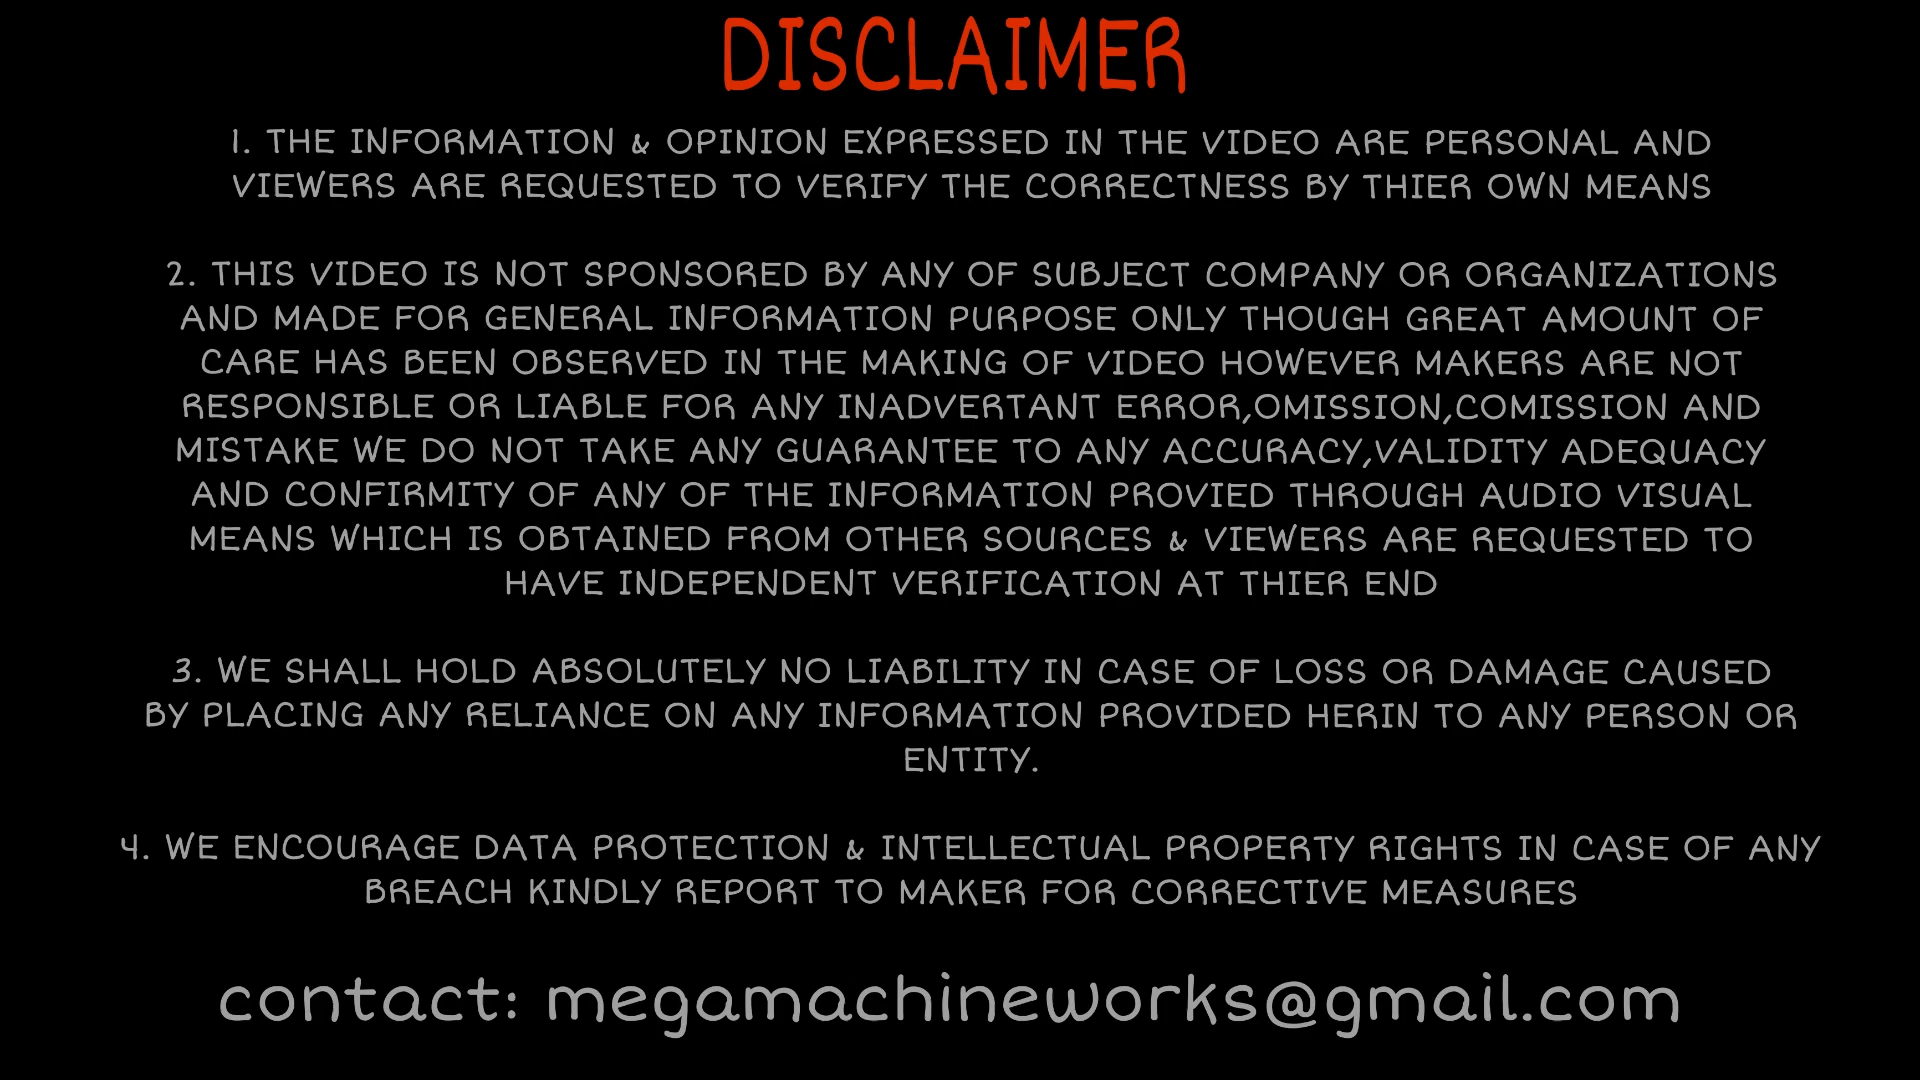 DISCLAIMER
1. THE INFORMATION & OPINION EXPRESSED IN THE VIDEO ARE PERSONAL AND
VIEWERS ARE REQUESTED TO VERIFY THE CORRECTNESS BY THIER OWN MEANS
2. THIS VIDEO IS NOT SPONSORED BY ANY OF SUBJECT COMPANY OR ORGANIZATIONS
AND MADE FOR GENERAL INFORMATION PURPOSE ONLY THOUGH GREAT AMOUNT OF
CARE HAS BEEN OBSERVED IN THE MAKING OF VIDEO HOWEVER MAKERS ARE NOT
RESPONSIBLE OR LIABLE FOR ANY INADVERTANT ERROR,OMISSION,COMISSION AND
MISTAKE WE DO NOT TAKE ANY GUARANTEE TO ANY ACCURACY,VALIDITY ADEQUACY
AND CONFIRMITY OF ANY OF THE INFORMATION PROVIED THROUGH AUDIO VISUAL
MEANS WHICH IS OBTAINED FROM OTHER SOURCES & VIEWERS ARE REQUESTED TO
HAVE INDEPENDENT VERIFICATION AT THIER END
3. WE SHALL HOLD ABSOLUTELY NO LIABILITY IN CASE OF LOSS OR DAMAGE CAUSED
BY PLACING ANY RELIANCE ON ANY INFORMATION PROVIDED HERIN TO ANY PERSON OR
ENTITY.
4. WE ENCOURAGE DATA PROTECTION & INTELLECTUAL PROPERTY RIGHTS IN CASE OF ANY
BREACH KINDLY REPORT TO MAKER FOR CORRECTIVE MEASURES
contact: megamachineworks@gmail.com